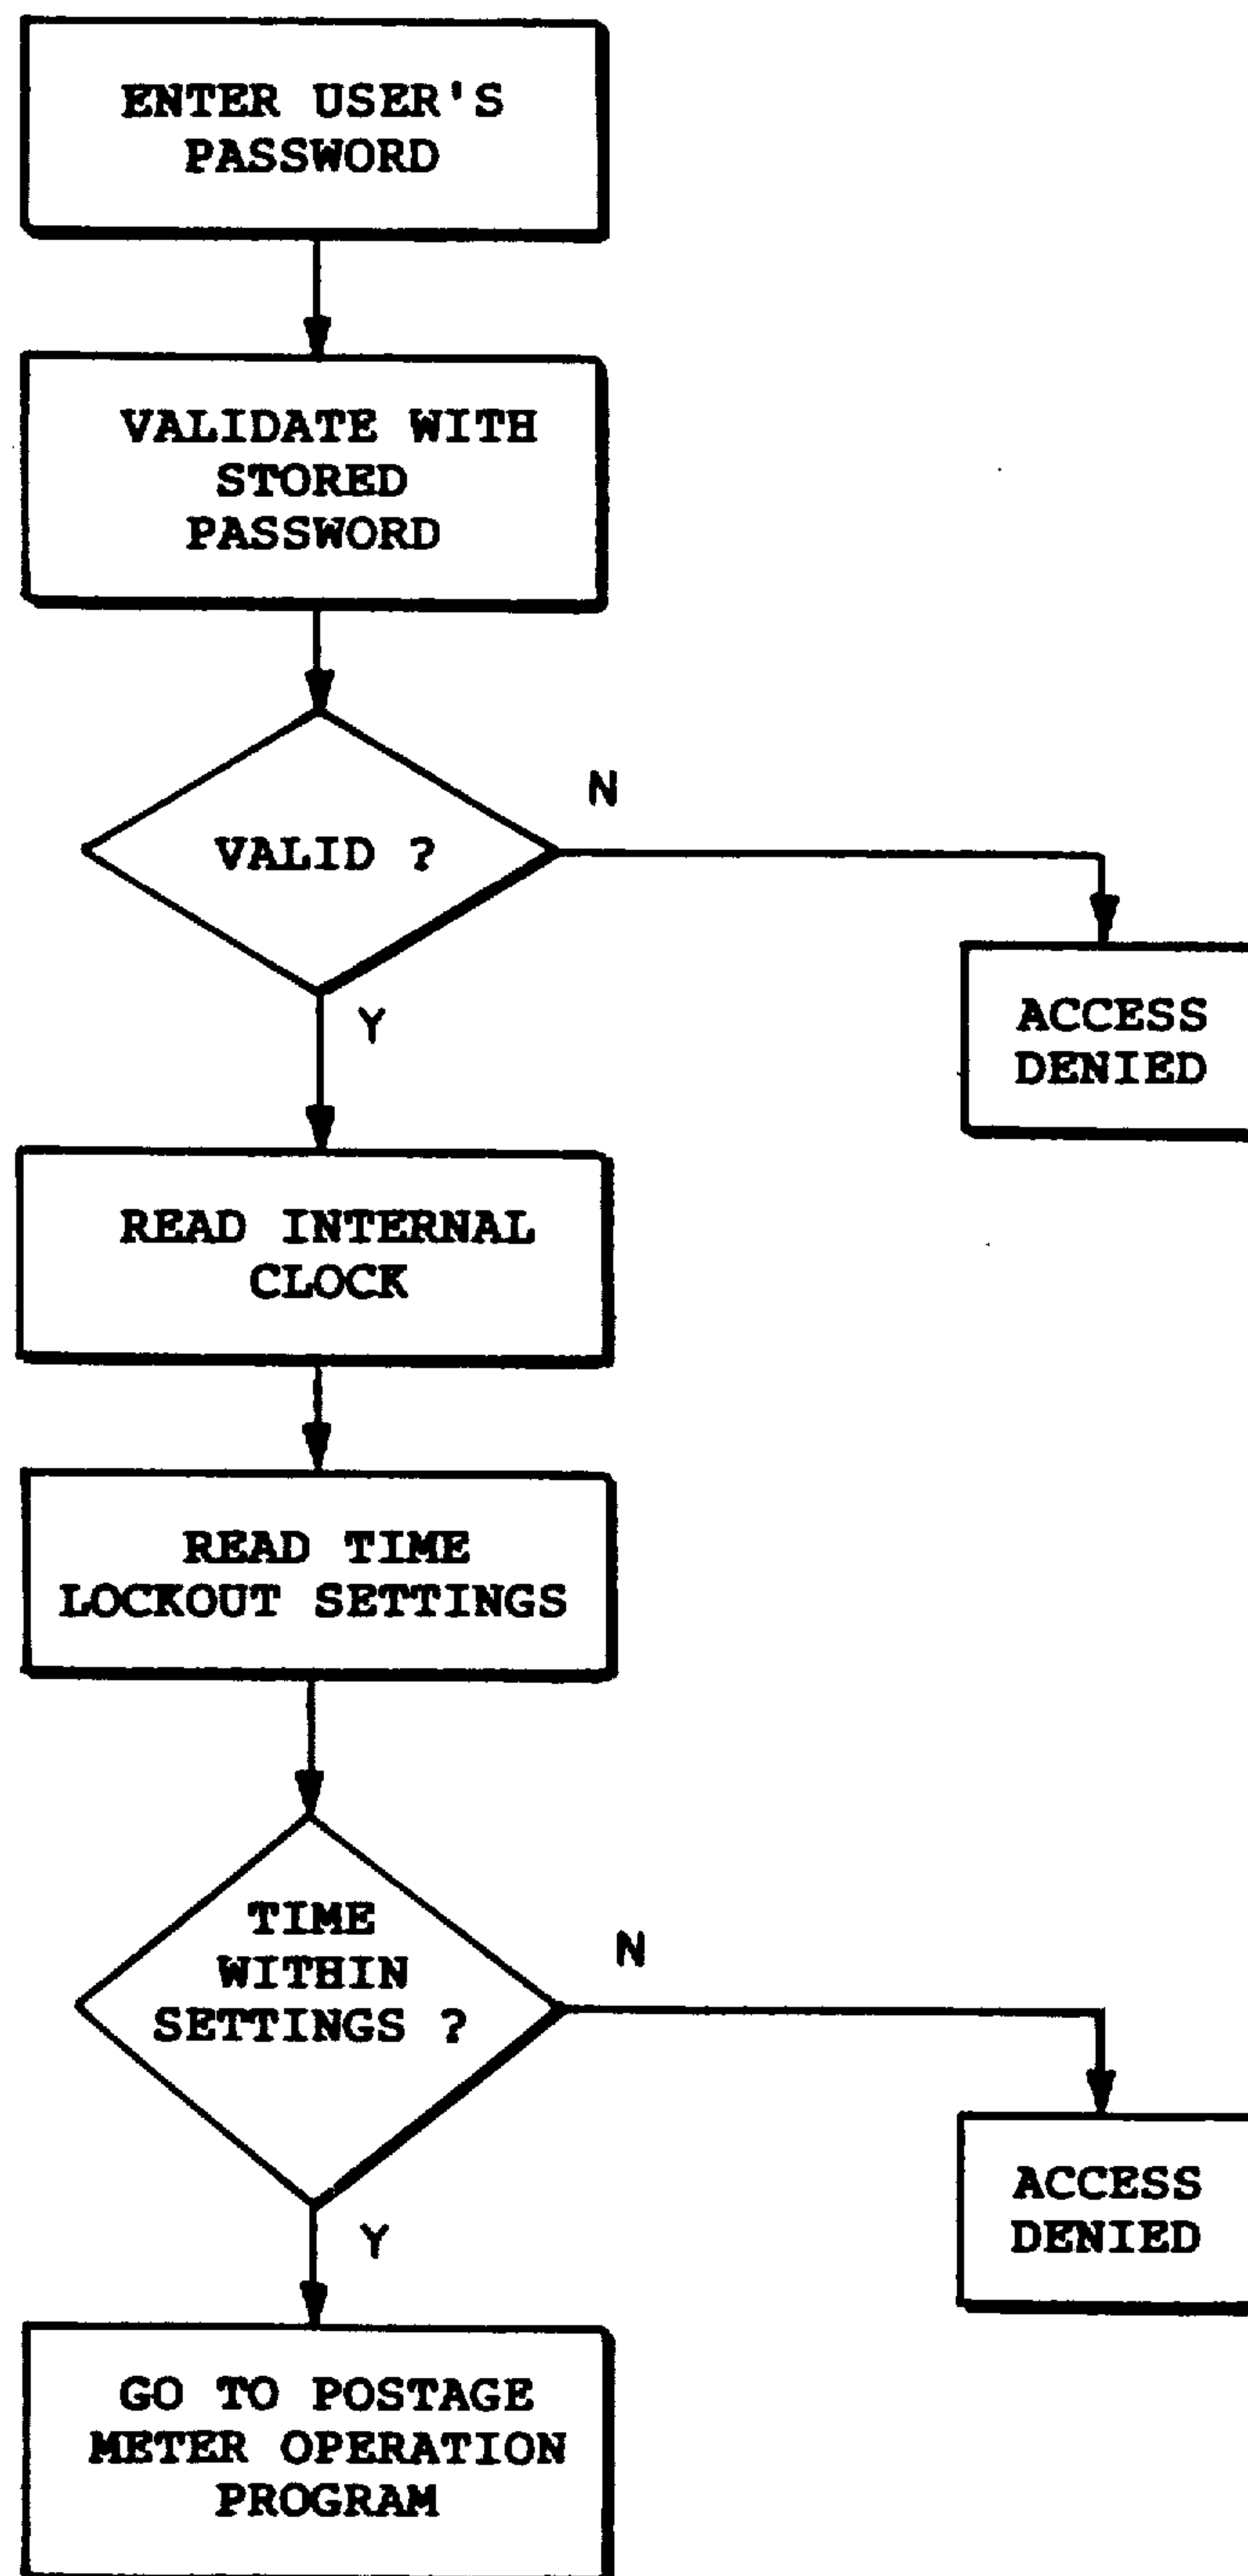 ENTER USER'S
PASSWORD
VALIDATE WITH
STORED
PASSWORD
VALID ?
N
Y
ACCESS
DENIED
READ INTERNAL
CLOCK
READ TIME
LOCKOUT SETTINGS
TIME
WITHIN
SETTINGS ?
N
Y
ACCESS
DENIED
GO TO POSTAGE
METER OPERATION
PROGRAM